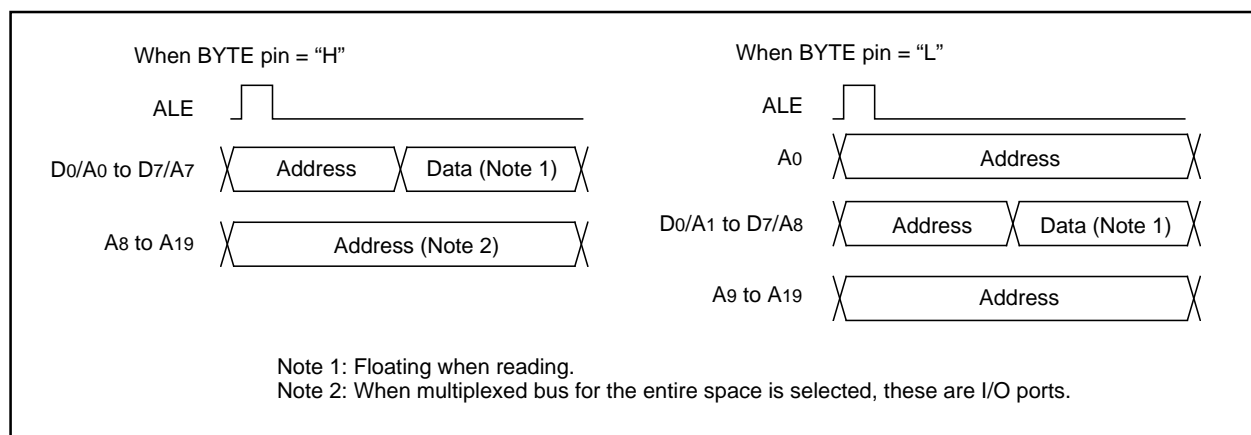 When BYTE pin = “H”
ALE
D0/A0 to D7/A7
Address
Data (Note 1)
A8 to A19
Address (Note 2)
When BYTE pin = “L”
ALE
A0
Address
D0/A1 to D7/A8
Address
Data (Note 1)
A9 to A19
Address
Note 1: Floating when reading.
Note 2: When multiplexed bus for the entire space is selected, these are I/O ports.